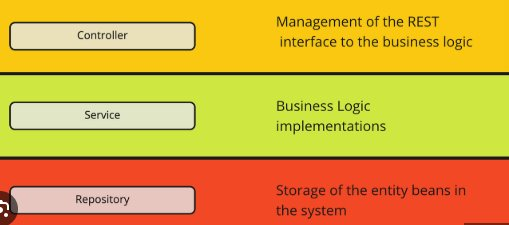 Controller
Management of the REST
interface to the business logic
Service
Business Logic
implementations
Repository
Storage of the entity beans in
the system